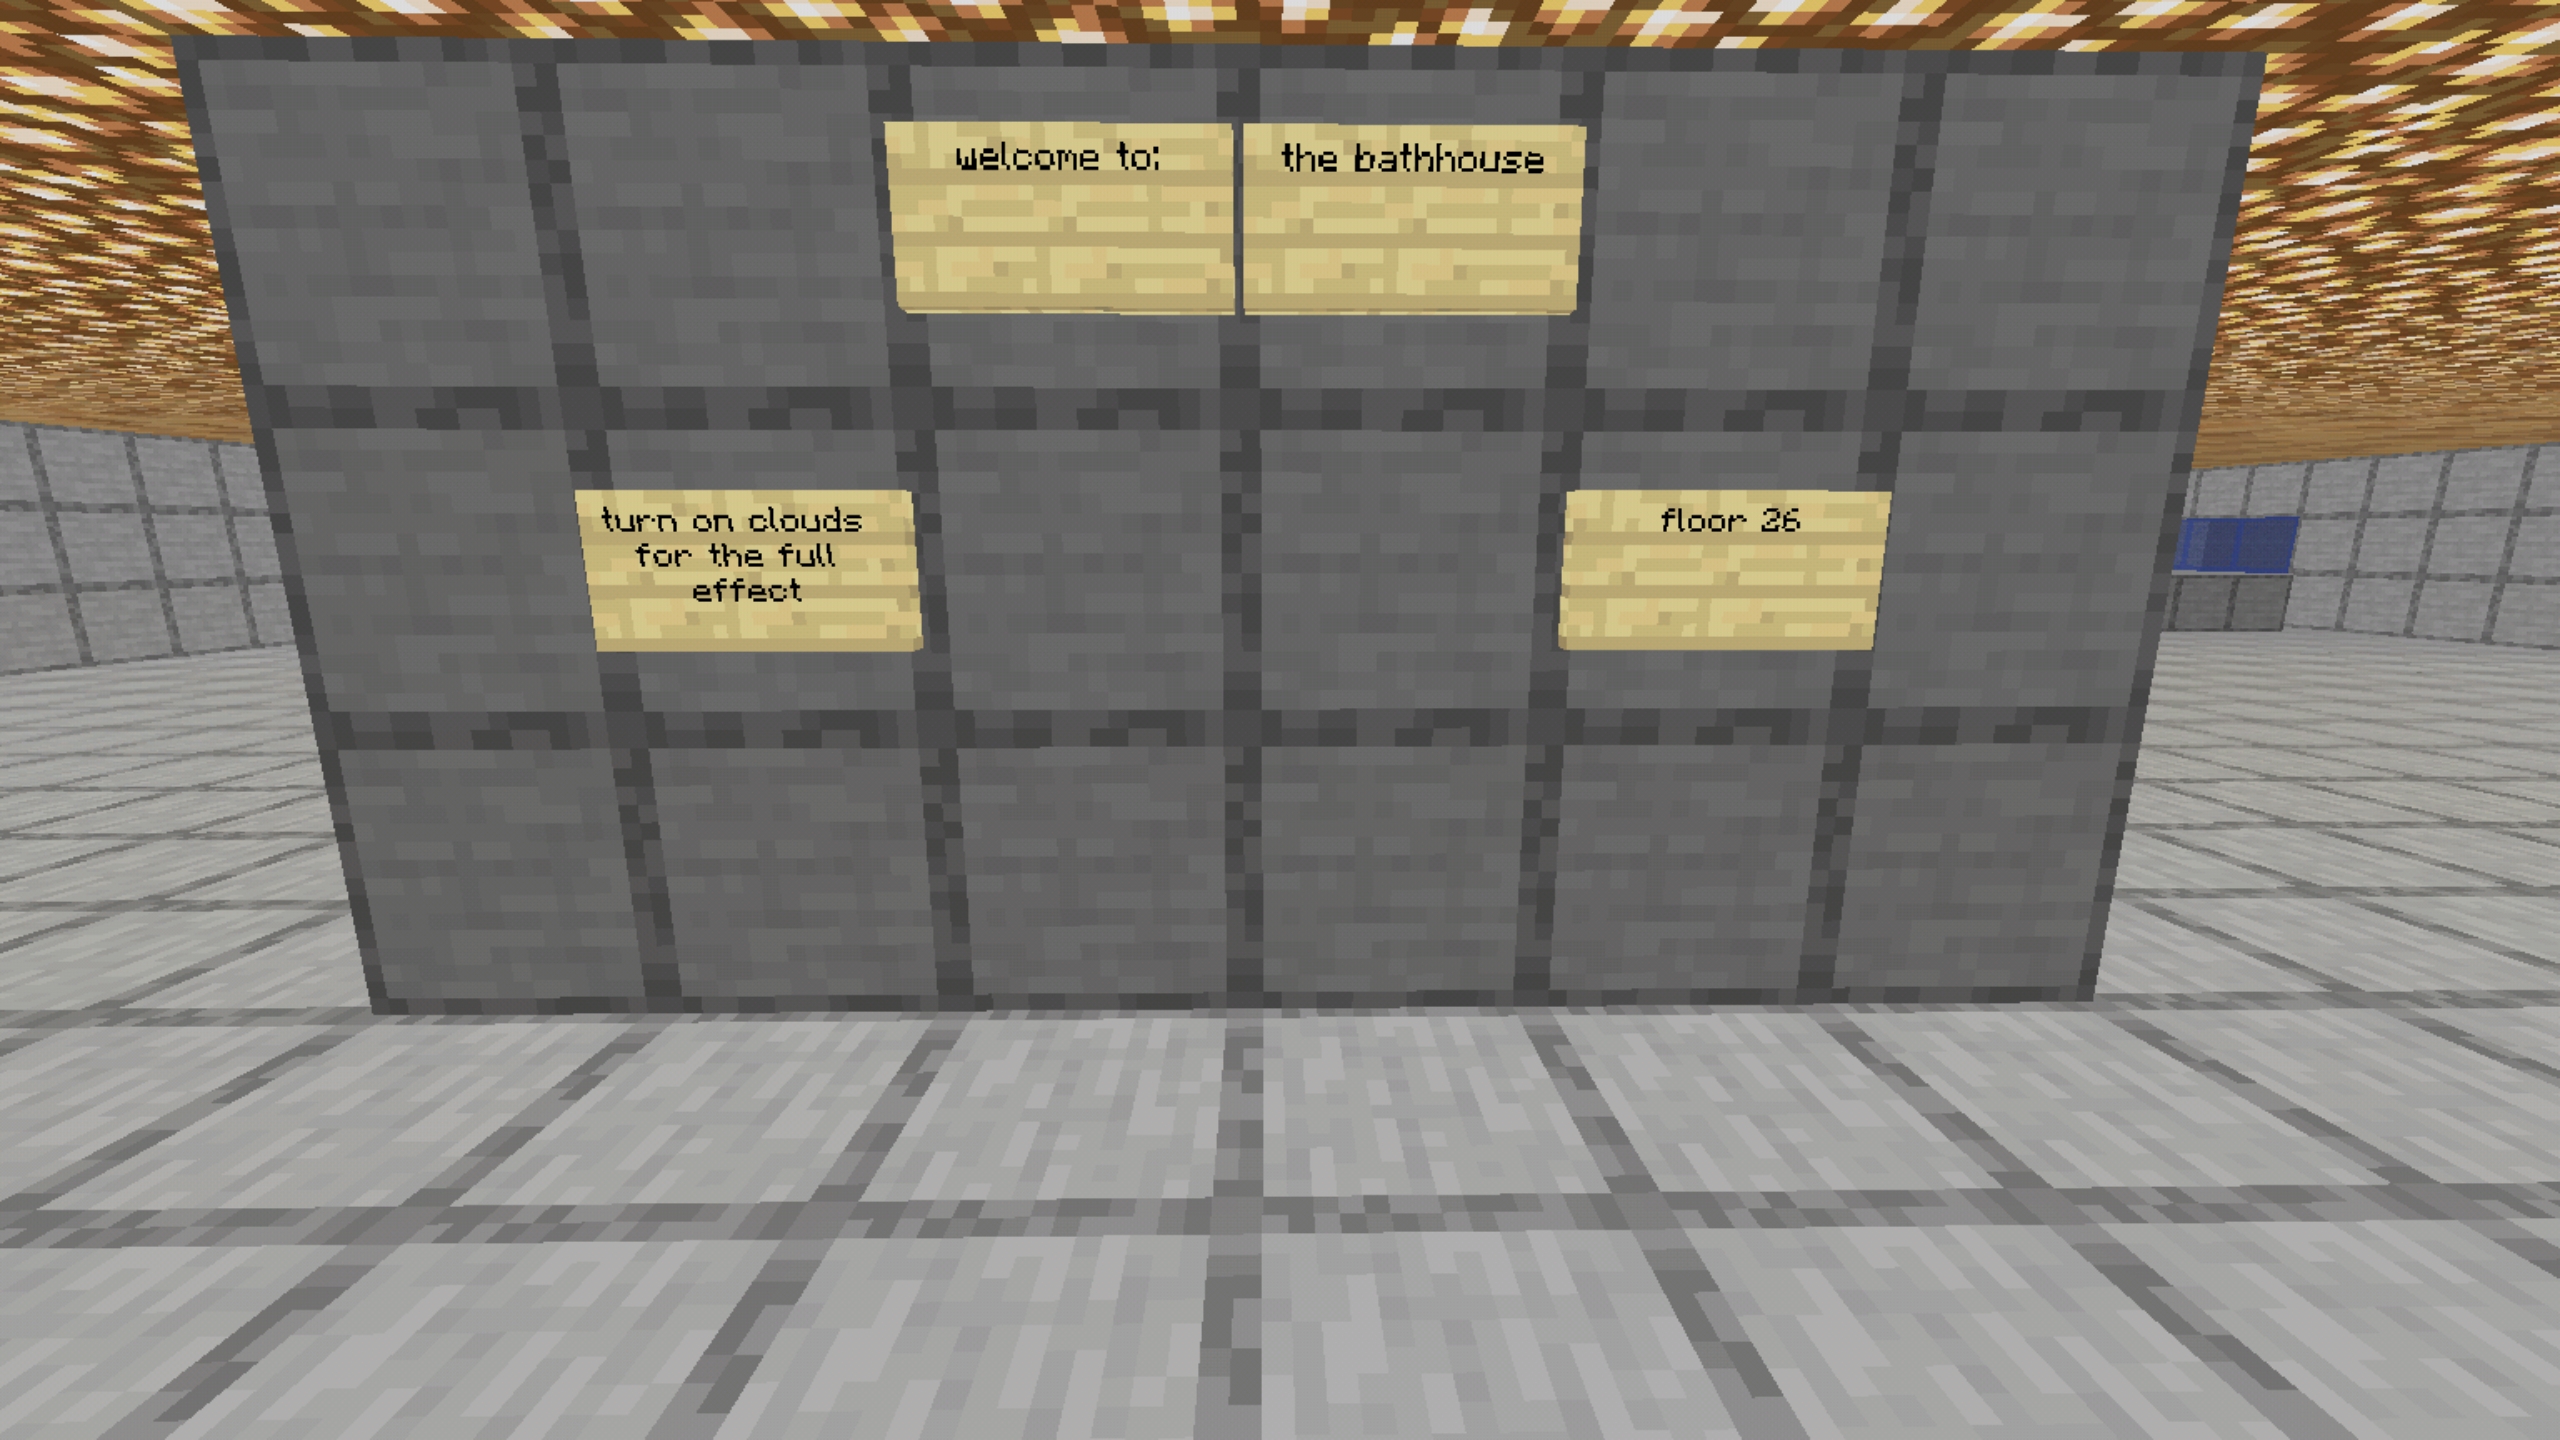 welcome to:
the bathhouse
turn on clouds
for the full
effect
floor 26